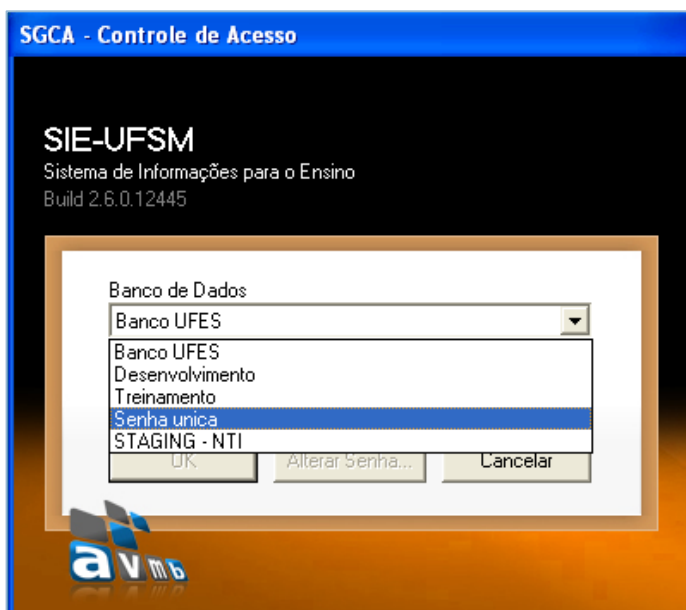 SGCA - Controle de Acesso
SIE-UFSM
Sistema de Informações para o Ensino
Build 2.6.0.12445
Banco de Dados
Banco UFES
Banco UFES
Desenvolvimento
Treinamento
Senha unica
STAGING - NTI
OK Alterar Senha... Cancelar
avmb